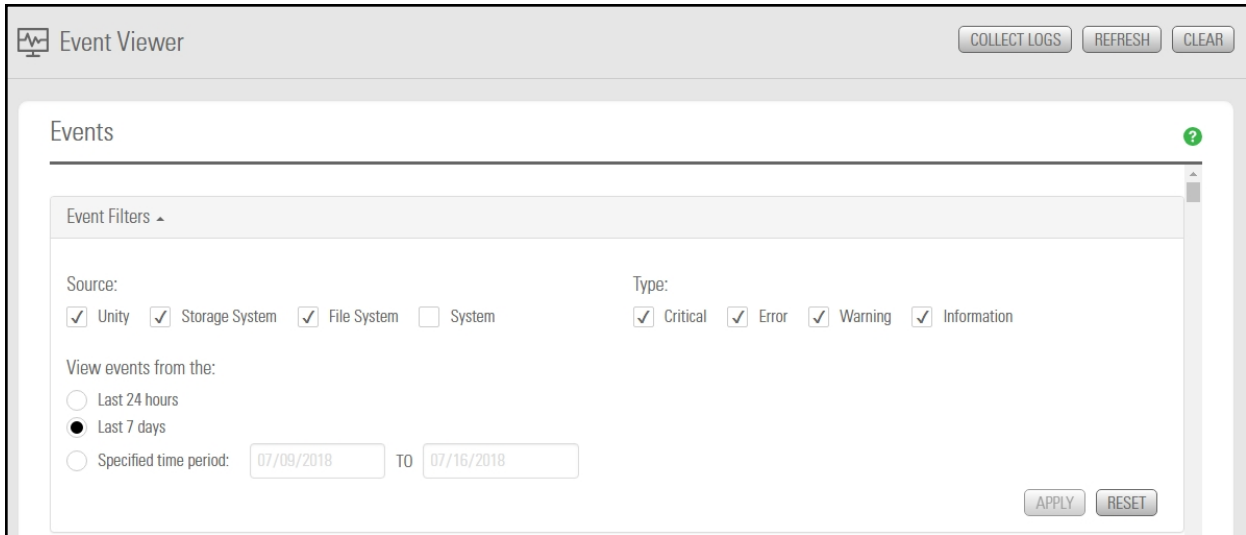 Event Viewer COLLECT LOGS REFRESH CLEAR
Events
?
Event Filters
Source: Type:
Unity Storage System File System System Critical Error Warning Information
View events from the:
Last 24 hours
Last 7 days
Specified time period: 07/09/2018 TO 07/16/2018
APPLY RESET